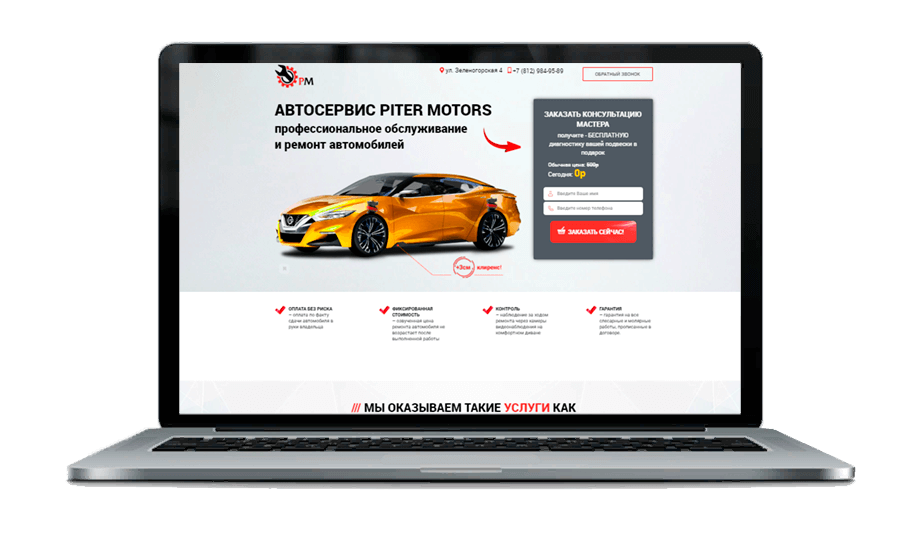 РМ
ул. Зеленогорская 4
+7 (812) 984-95-89
ОБРАТНЫЙ ЗВОНОК
АВТОСЕРВИС PITER MOTORS
профессиональное обслуживание
и ремонт автомобилей
ЗАКАЗАТЬ КОНСУЛЬТАЦИЮ
МАСТЕРА
получите - БЕСПЛАТНУЮ
диагностику вашей подвески в
подарок
Обычная цена: 500р
Сегодня: 0р
Введите Ваше имя
Введите номер телефона
ЗАКАЗАТЬ СЕЙЧАС!
+3см клиренс!
ОПЛАТА БЕЗ РИСКА
– оплата по факту
сдачи автомобиля в
руки владельца
ФИКСИРОВАННАЯ
СТОИМОСТЬ
– озвученная цена
ремонта автомобиля не
возрастает после
выполненной работы
КОНТРОЛЬ
– наблюдение за ходом
ремонта через камеры
видеонаблюдения на
комфортном диване
ГАРАНТИЯ
– гарантия на все
слесарные и малярные
работы, прописанных в
договоре.
/// МЫ ОКАЗЫВАЕМ ТАКИЕ УСЛУГИ КАК